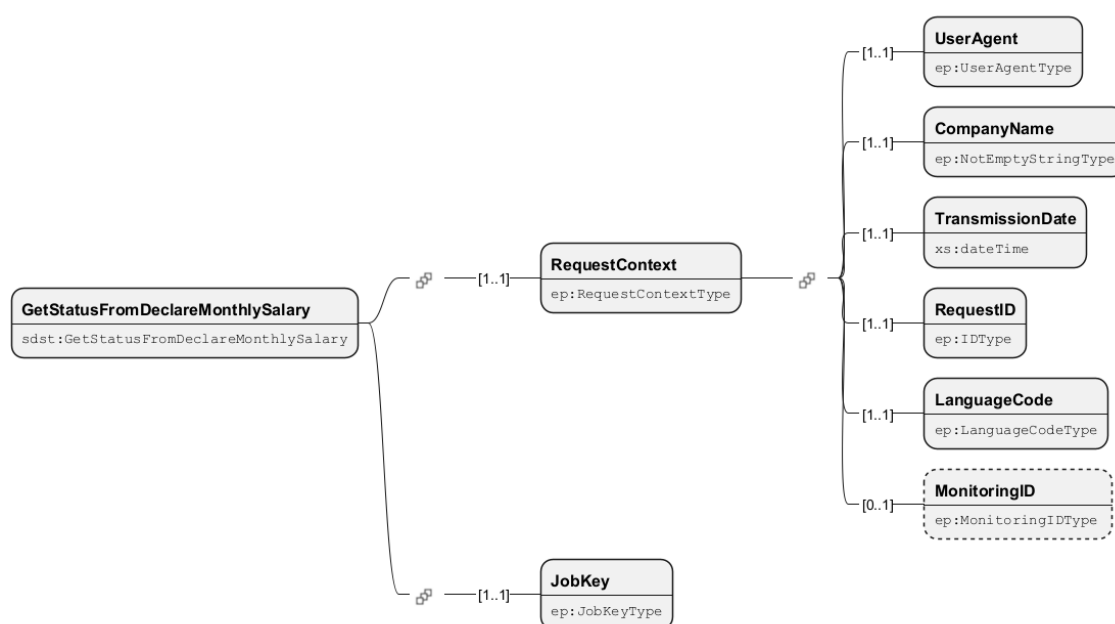 GetStatusFromDeclareMonthlySalary
sdst:GetStatusFromDeclareMonthlySalary
[1..1]
RequestContext
ep:RequestContextType
[1..1]
UserAgent
ep:UserAgentType
[1..1]
CompanyName
ep:NotEmptyStringType
[1..1]
TransmissionDate
xs:dateTime
[1..1]
RequestID
ep:IDType
[1..1]
LanguageCode
ep:LanguageCodeType
[0..1]
MonitoringID
ep:MonitoringIDType
[1..1]
JobKey
ep:JobKeyType